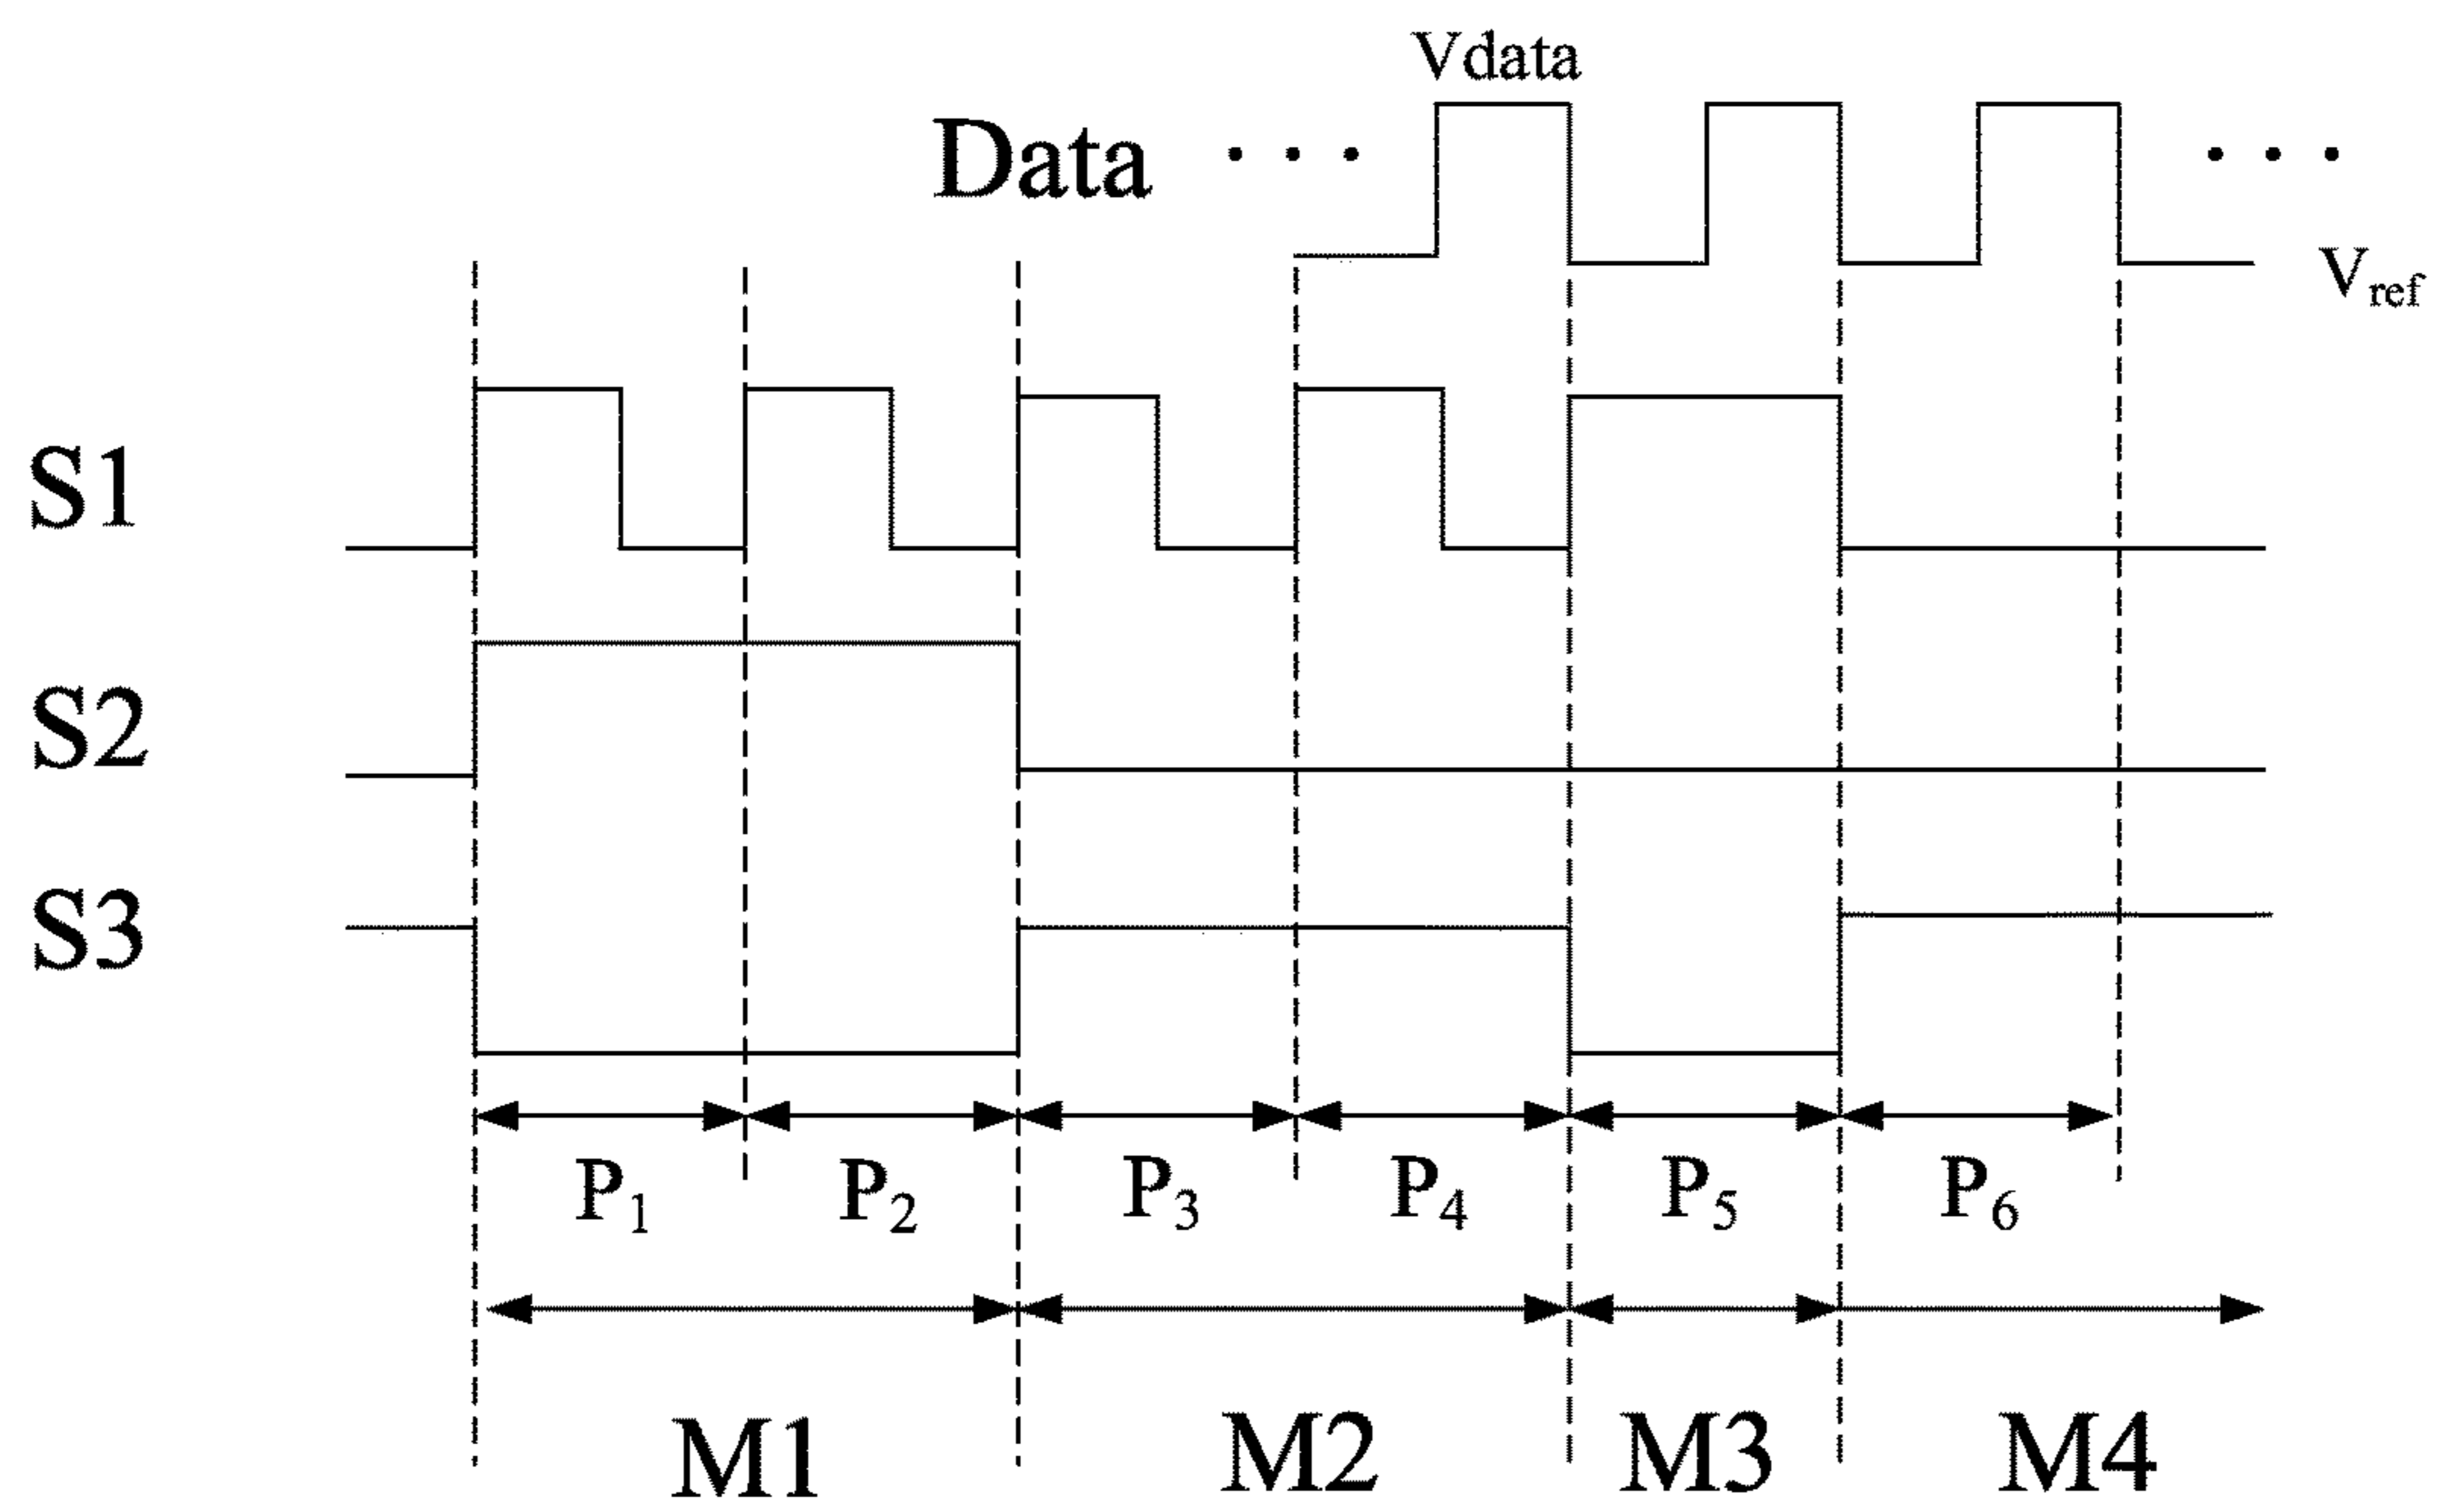 Vdata
Data . . . . . .
Vref
S1
S2
S3
P1 P2 P3 P4 P5 P6
M1 M2 M3 M4